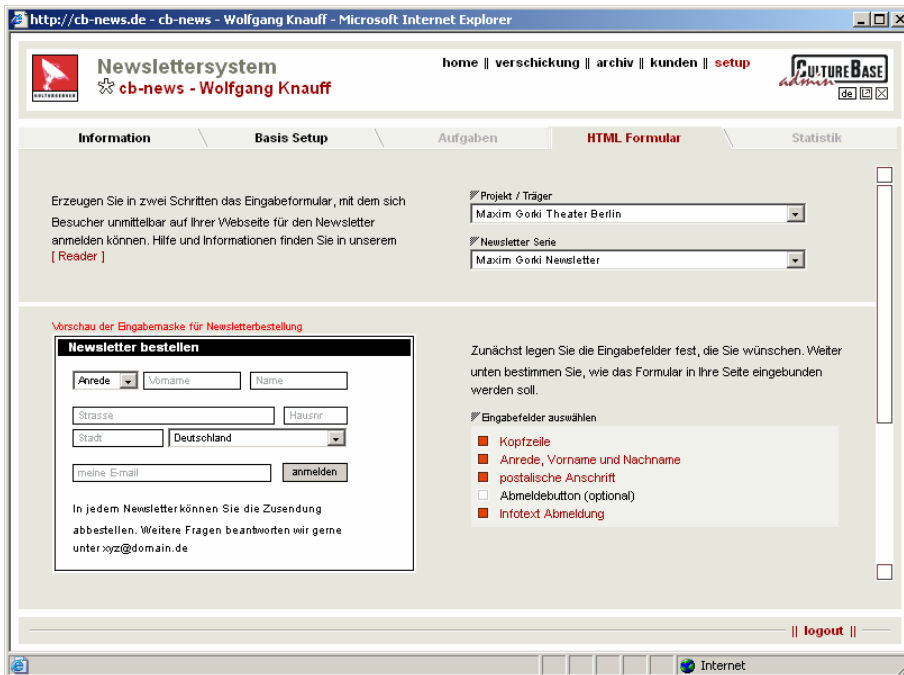 http://cb-news.de - cb-news - Wolfgang Knauff - Microsoft Internet Explorer
Newslettersystem
cb-news - Wolfgang Knauff
home || verschickung || archiv || kunden || setup
KULTURSERVER
CULTUREBASE
admin
de
Information
Basis Setup
Aufgaben
HTML Formular
Statistik
Erzeugen Sie in zwei Schritten das Eingabeformular, mit dem sich
Besucher unmittelbar auf Ihrer Webseite für den Newsletter
anmelden können. Hilfe und Informationen finden Sie in unserem
[ Reader ]
Projekt / Träger
Maxim Gorki Theater Berlin
Newsletter Serie
Maxim Gorki Newsletter
Vorschau der Eingabemaske für Newsletterbestellung
Newsletter bestellen
Anrede Vorname Name
Strasse Hausnr
Stadt Deutschland
meine E-mail anmelden
In jedem Newsletter können Sie die Zusendung
abbestellen. Weitere Fragen beantworten wir gerne
unter xyz@domain.de
Zunächst legen Sie die Eingabefelder fest, die Sie wünschen. Weiter
unten bestimmen Sie, wie das Formular in Ihre Seite eingebunden
werden soll.
Eingabefelder auswählen
Kopfzeile
Anrede, Vorname und Nachname
postalische Anschrift
Abmeldebutton (optional)
Infotext Abmeldung
|| logout ||
Internet